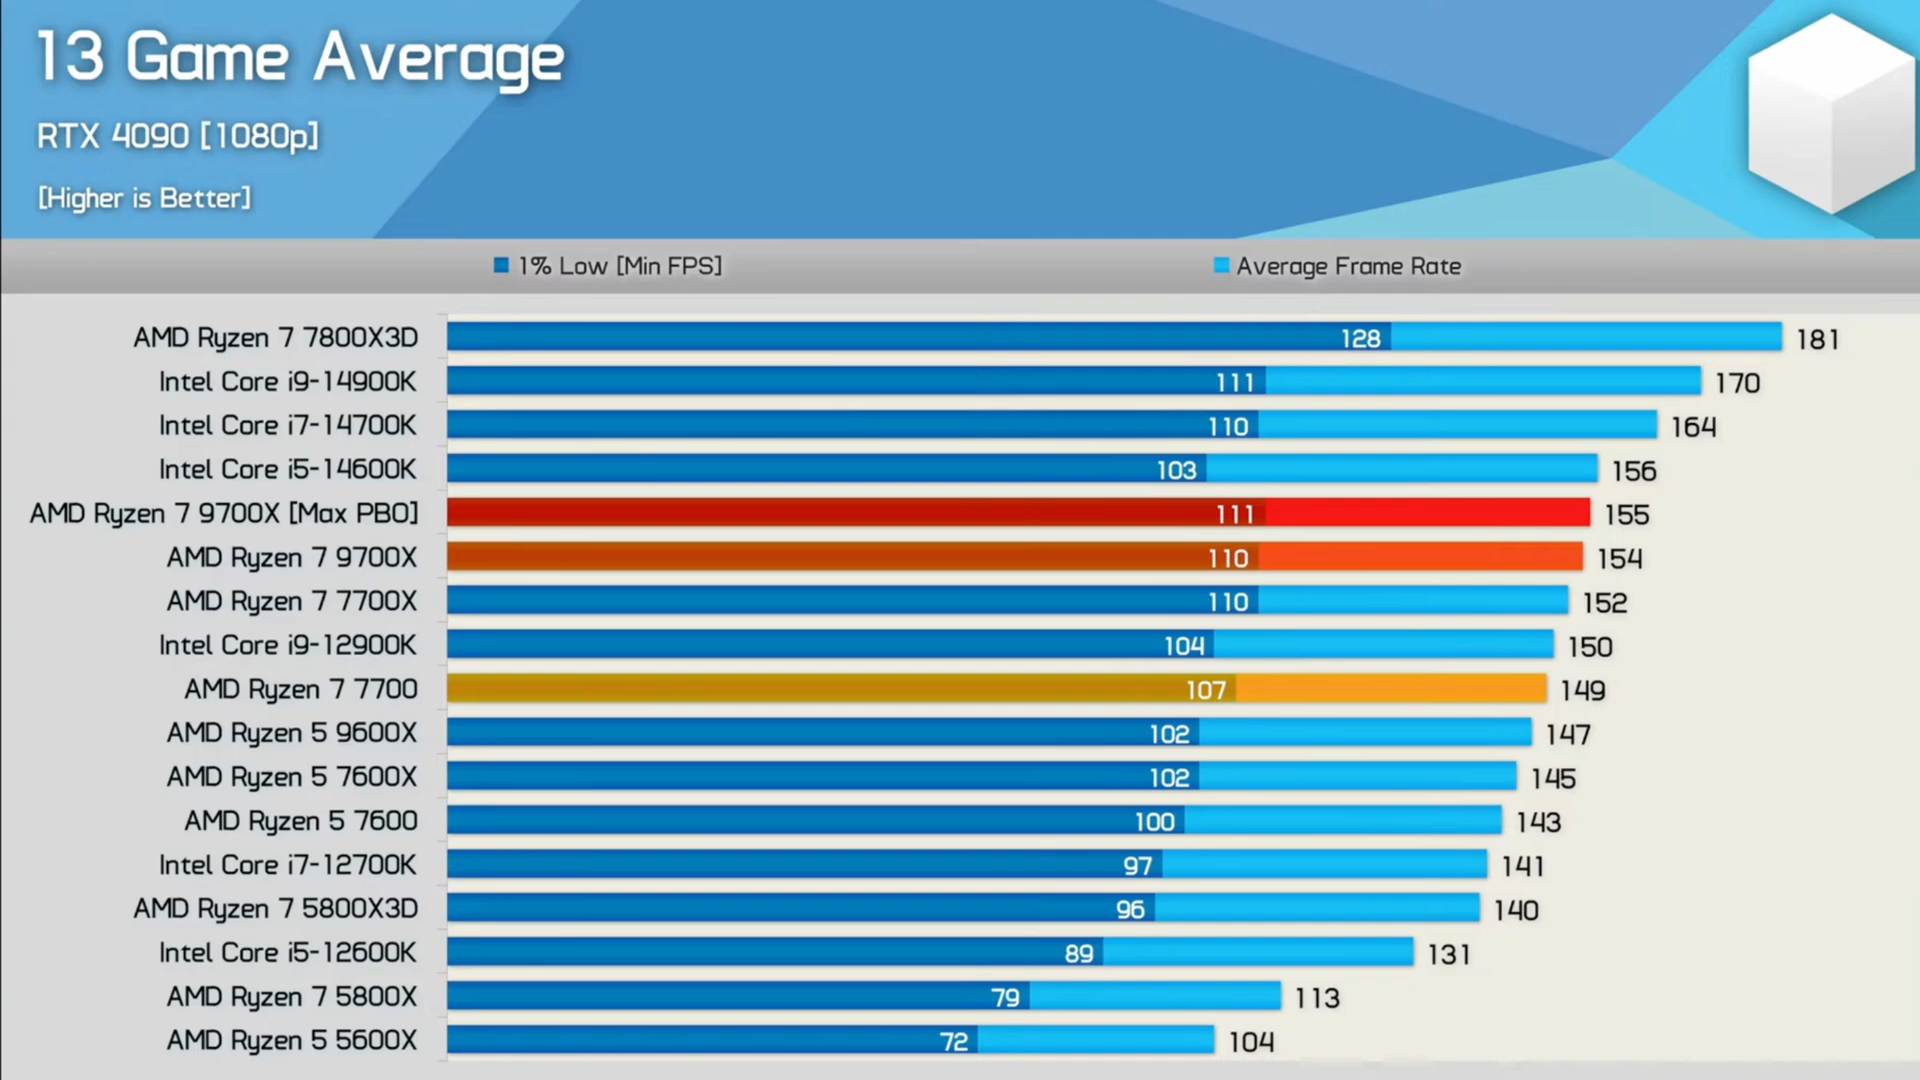 13 Game Average
RTX 4090 [1080p]
[Higher is Better]
1% Low [Min FPS] Average Frame Rate
AMD Ryzen 7 7800X3D 128 181
Intel Core i9-14900K 111 170
Intel Core i7-14700K 110 164
Intel Core i5-14600K 103 156
AMD Ryzen 7 9700X [Max PBO] 111 155
AMD Ryzen 7 9700X 110 154
AMD Ryzen 7 7700X 110 152
Intel Core i9-12900K 104 150
AMD Ryzen 7 7700 107 149
AMD Ryzen 5 9600X 102 147
AMD Ryzen 5 7600X 102 145
AMD Ryzen 5 7600 100 143
Intel Core i7-12700K 97 141
AMD Ryzen 7 5800X3D 96 140
Intel Core i5-12600K 89 131
AMD Ryzen 7 5800X 79 113
AMD Ryzen 5 5600X 72 104